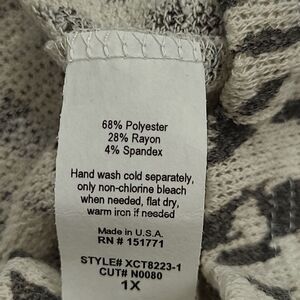 68% Polyester
28% Rayon
4% Spandex
Hand wash cold separately,
only non-chlorine bleach
when needed, flat dry,
warm iron if needed
Made in U.S.A.
RN # 151771
STYLE# XCT8223-1
CUT# N0080
1X